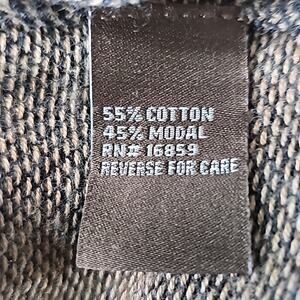 55% COTTON
45% MODAL
RN# 16859
REVERSE FOR CARE